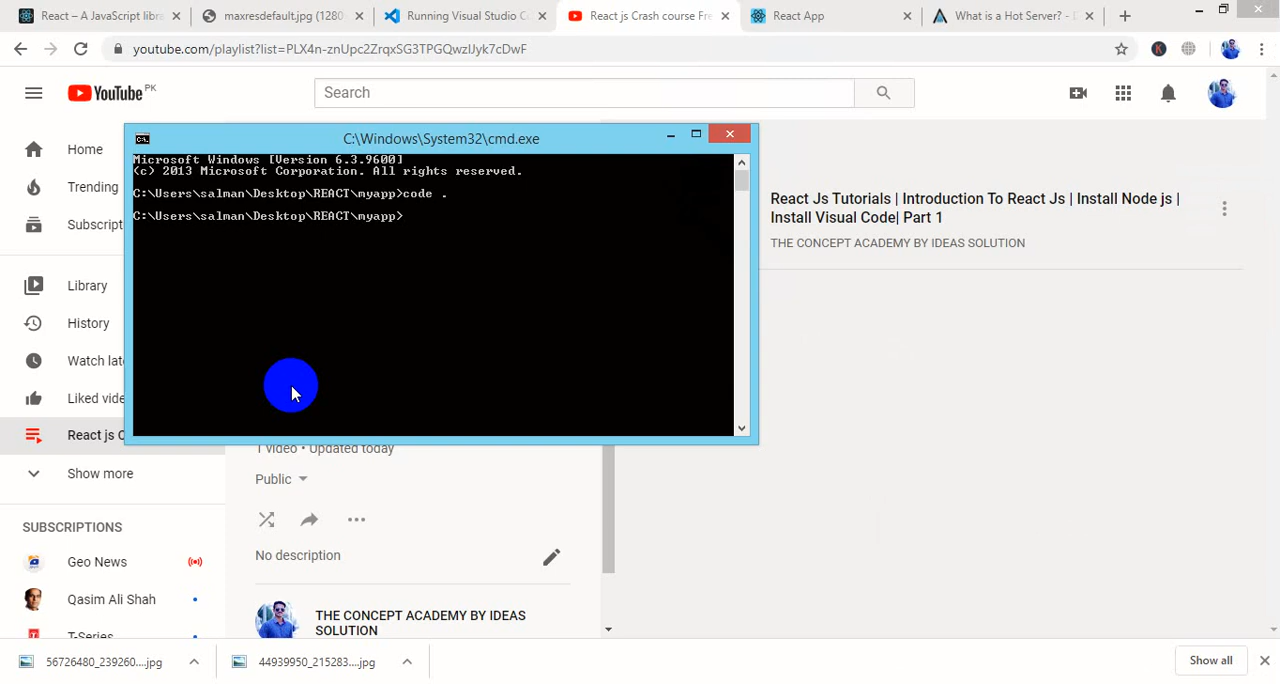 React – A JavaScript libra
maxresdefault.jpg (1280
Running Visual Studio C
React js Crash course Fre
React App
What is a Hot Server? - D
youtube.com/playlist?list=PLX4n-znUpc2ZrqxSG3TPGQwzlJyk7cDwF
K
YouTube PK
Search
C:\Windows\System32\cmd.exe
Microsoft Windows [Version 6.3.9600]
(c) 2013 Microsoft Corporation. All rights reserved.
C:\Users\salman\Desktop\REACT\myapp>code .
C:\Users\salman\Desktop\REACT\myapp>
Home
Trending
Subscript
Library
History
Watch late
Liked vide
React js C
Show more
SUBSCRIPTIONS
Geo News
Qasim Ali Shah
T-Series
React Js Tutorials | Introduction To React Js | Install Node js |
Install Visual Code| Part 1
THE CONCEPT ACADEMY BY IDEAS SOLUTION
1 video • Updated today
Public
No description
THE CONCEPT ACADEMY BY IDEAS
SOLUTION
56726480_239260....jpg
44939950_215283....jpg
Show all